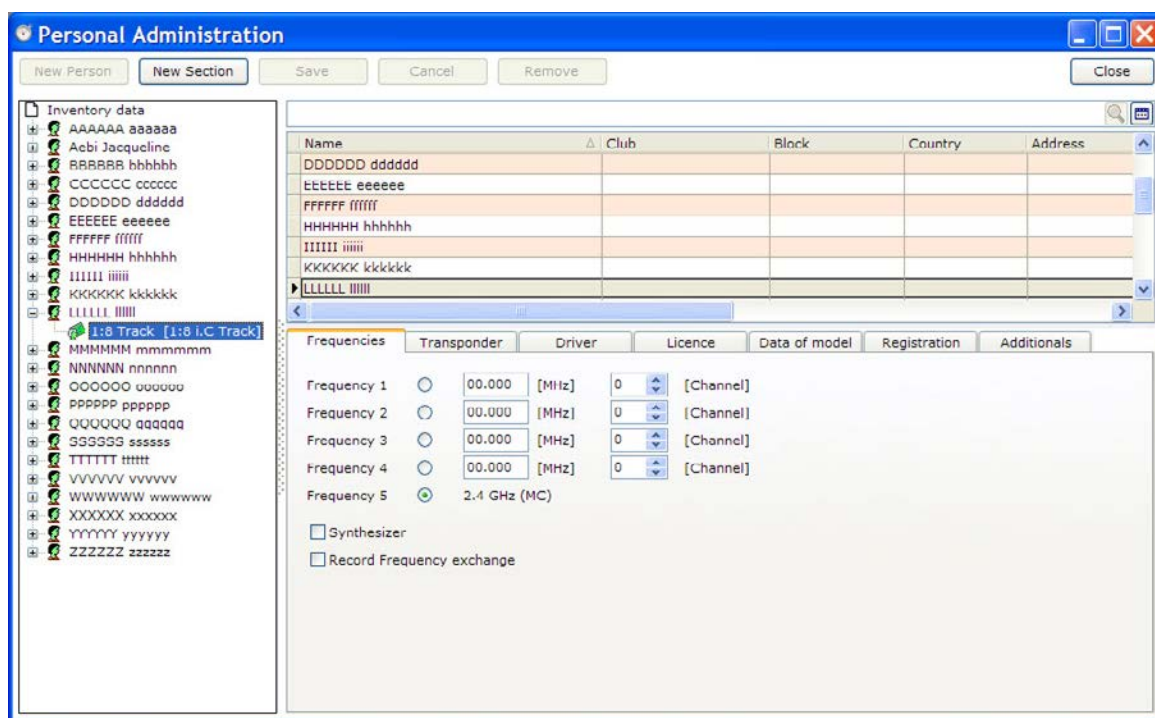 Personal Administration
New Person New Section Save Cancel Remove Close
Inventory data
AAAAAA aaaaaa
Aebi Jacqueline
BBBBBB bbbbbb
CCCCCC cccccc
DDDDDD dddddd
EEEEEE eeeeee
FFFFFF ffffff
HHHHHH hhhhhh
IIIIII iiiiii
KKKKKK kkkkkk
LLLLLL llllll
1:8 Track [1:8 i.C Track]
MMMMMM mmmmmm
NNNNNN nnnnnn
OOOOOO oooooo
PPPPPP pppppp
QQQQQQ qqqqqq
SSSSSS ssssss
TTTTTT tttttt
VVVVVV vvvvvv
WWWWWW wwwwww
XXXXXX xxxxxx
YYYYYY yyyyyy
ZZZZZZ zzzzzz
Name Club Block Country Address
DDDDDD dddddd
EEEEEE eeeeee
FFFFFF ffffff
HHHHHH hhhhhh
IIIIII iiiiii
KKKKKK kkkkkk
LLLLLL llllll
Frequencies Transponder Driver Licence Data of model Registration Additionals
Frequency 1 00.000 [MHz] 0 [Channel]
Frequency 2 00.000 [MHz] 0 [Channel]
Frequency 3 00.000 [MHz] 0 [Channel]
Frequency 4 00.000 [MHz] 0 [Channel]
Frequency 5 2.4 GHz (MC)
Synthesizer
Record Frequency exchange